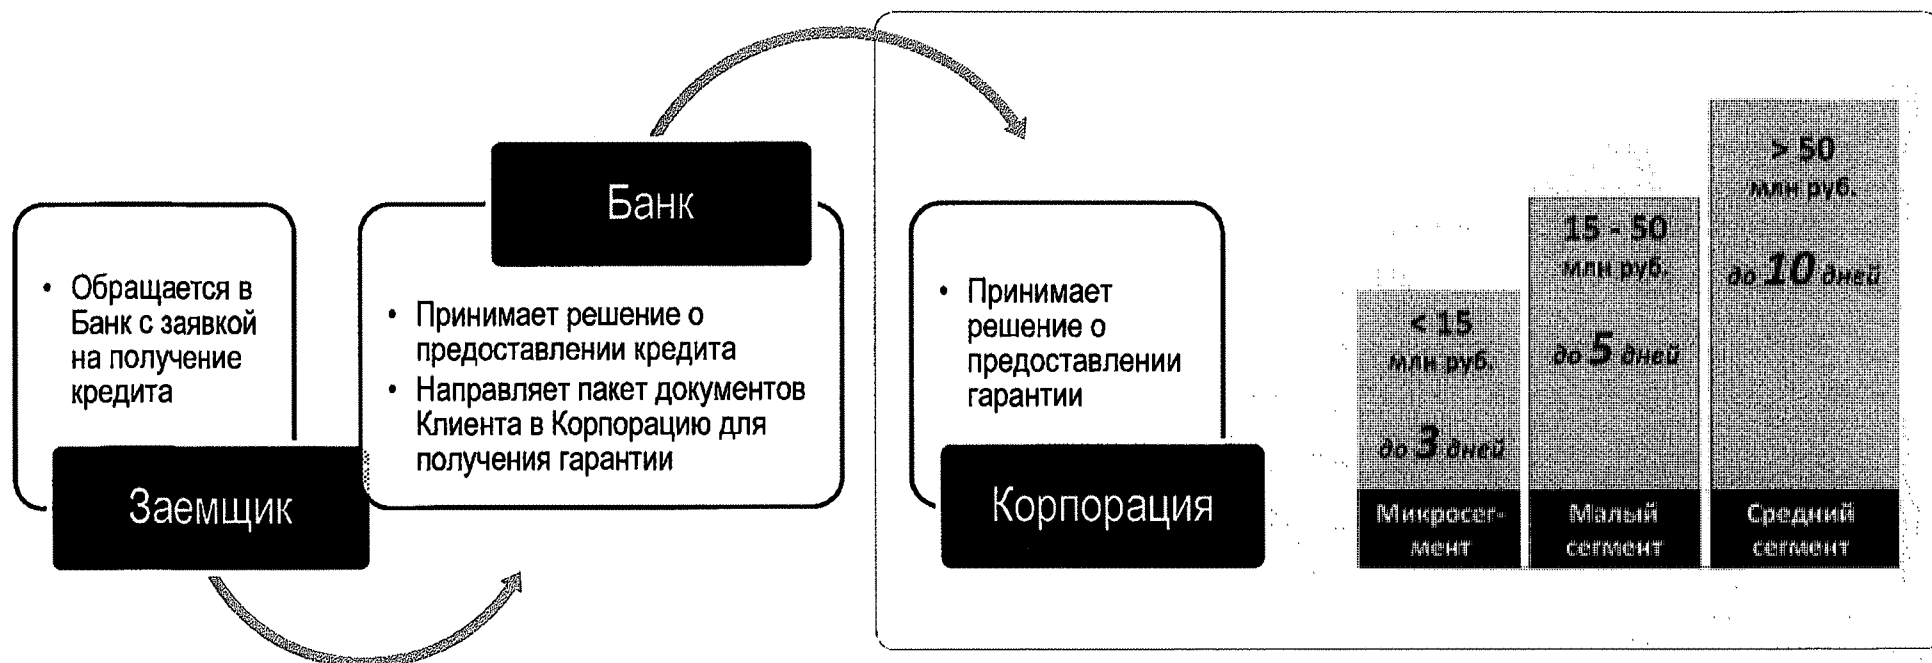 • Обращается в
Банк с заявкой
на получение
кредита
Заемщик
Банк
• Принимает решение о
предоставлении кредита
• Направляет пакет документов
Клиента в Корпорацию для
получения гарантии
• Принимает
решение о
предоставлении
гарантии
Корпорация
< 15
млн руб.
до 3 дней
Микросег-
мент
15 - 50
млн руб.
до 5 дней
Малый
сегмент
> 50
млн руб.
до 10 дней
Средний
сегмент